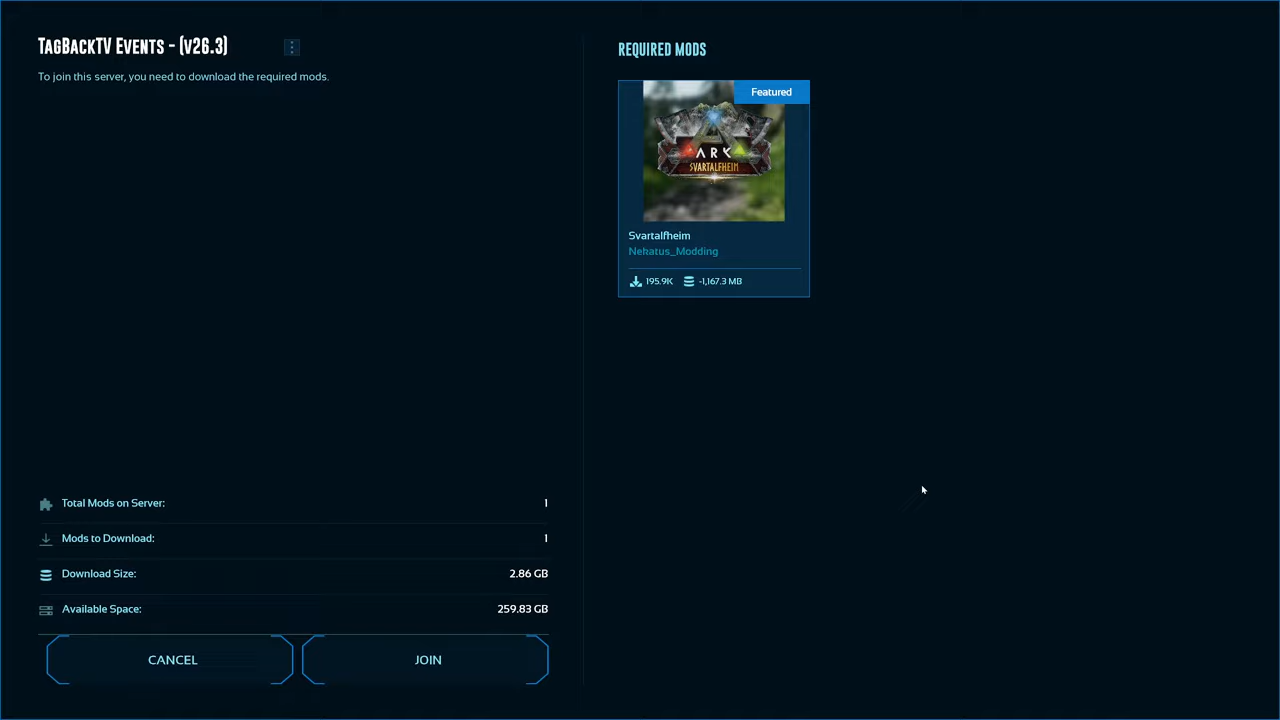 TagBackTV Events - (v26.3)
To join this server, you need to download the required mods.
Total Mods on Server: 1
Mods to Download: 1
Download Size: 2.86 GB
Available Space: 259.83 GB
CANCEL
JOIN
REQUIRED MODS
Featured
ARK
SVARTALFHEIM
Svartalfheim
Nekatus_Modding
195.9K -1,167.3 MB